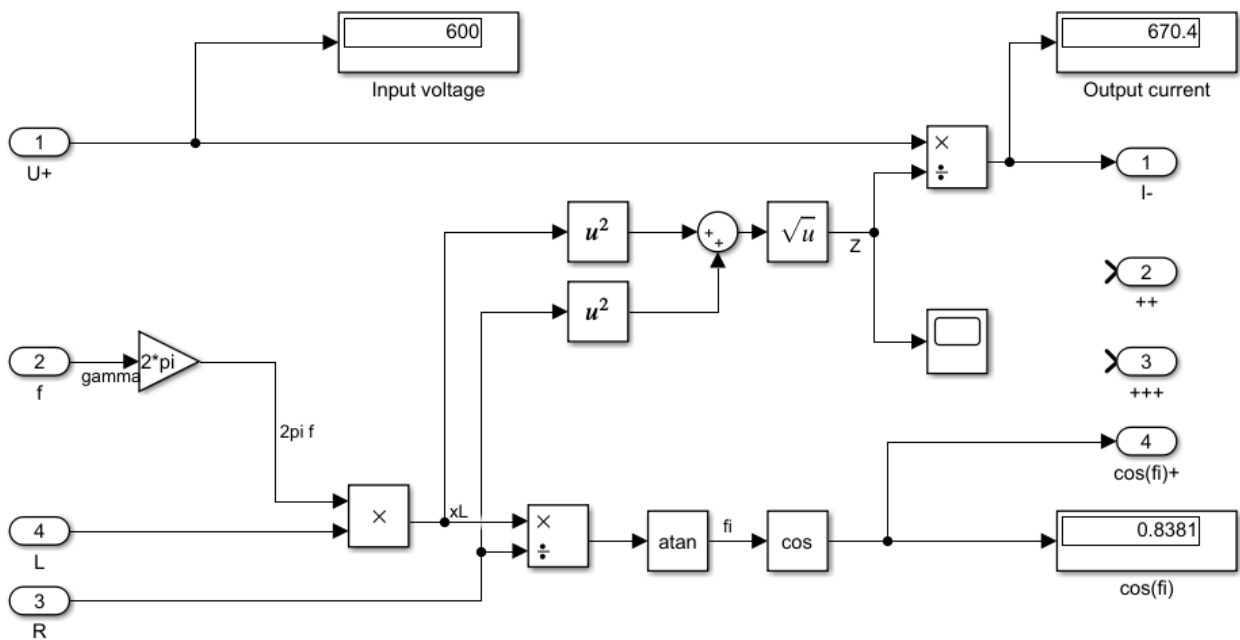 600
Input voltage
670.4
Output current
1
U+
×
÷
1
I-
u²
+
+
√u
Z
2
++
u²
2
f
gamma
2*pi
3
+++
2pi f
4
cos(fi)+
×
xL
×
÷
atan
fi
cos
0.8381
cos(fi)
4
L
3
R